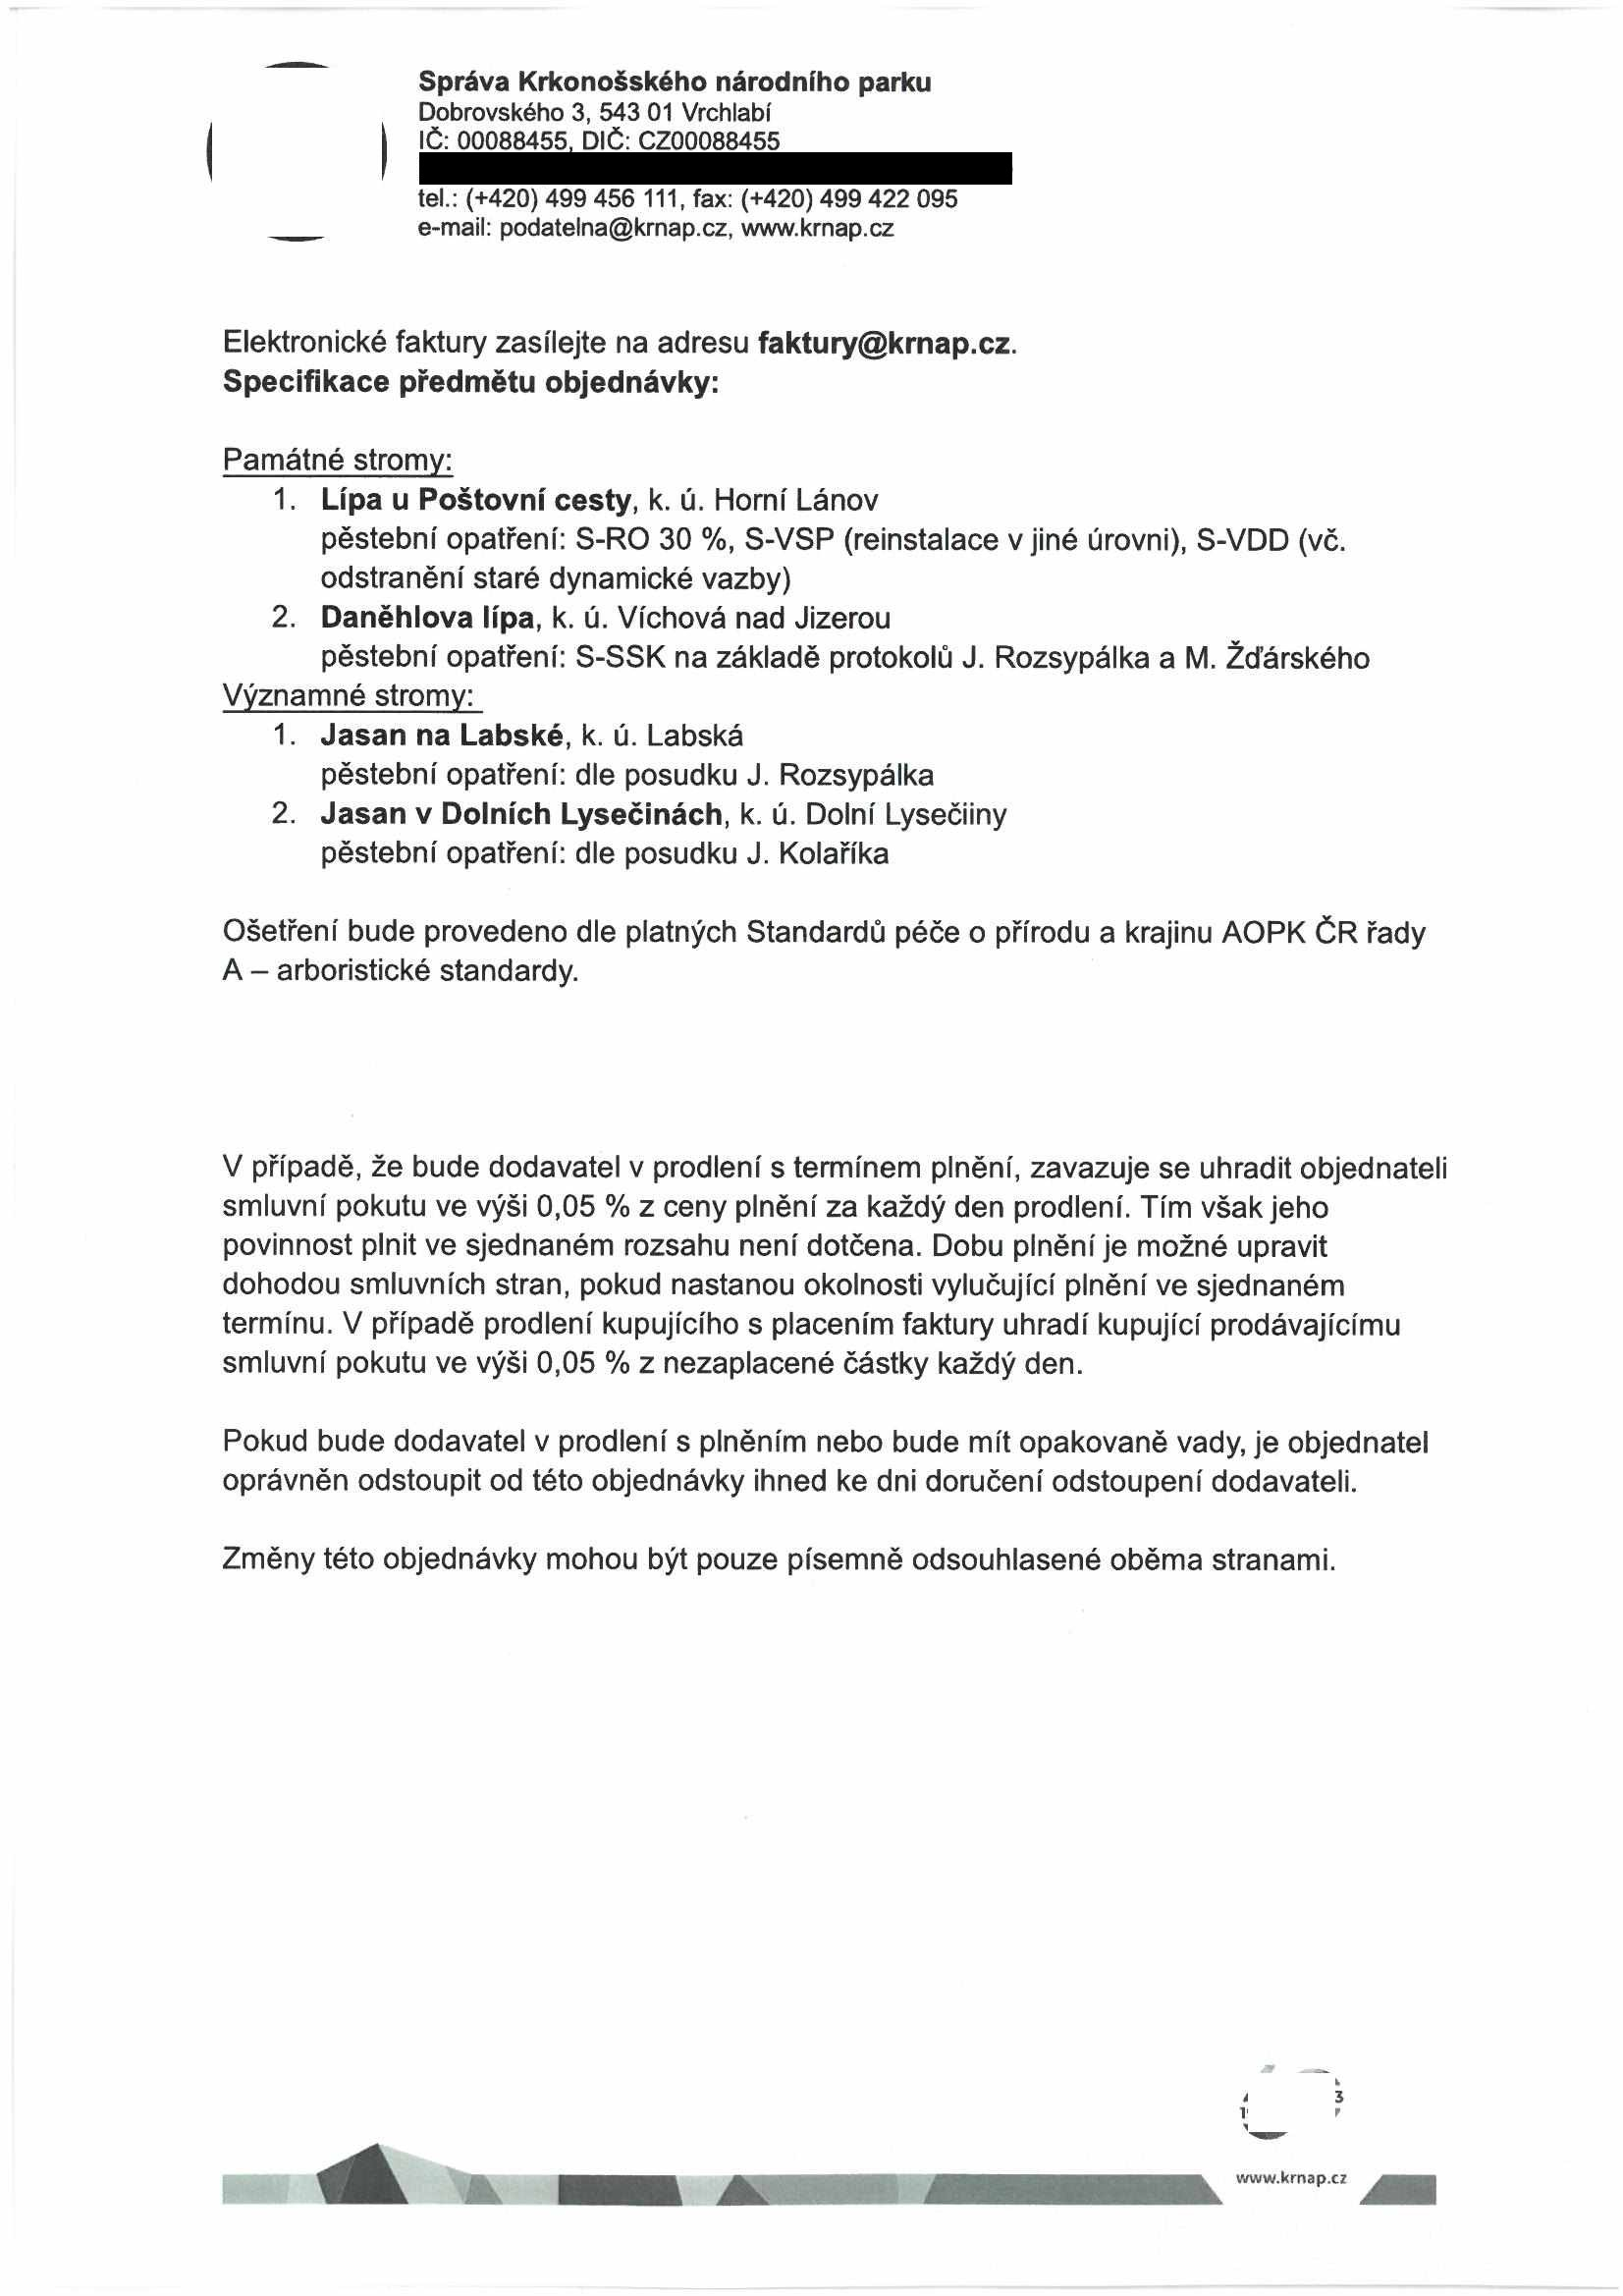 Správa Krkonošského národního parku
Dobrovského 3, 543 01 Vrchlabí
IČ: 00088455, DIČ: CZ00088455
tel.: (+420) 499 456 111, fax: (+420) 499 422 095
e-mail: podatelna@krnap.cz, www.krnap.cz
Elektronické faktury zasílejte na adresu faktury@krnap.cz.
Specifikace předmětu objednávky:
Památné stromy:
1. Lípa u Poštovní cesty, k. ú. Horní Lánov
pěstební opatření: S-RO 30 %, S-VSP (reinstalace v jiné úrovni), S-VDD (vč.
odstranění staré dynamické vazby)
2. Daněhlova lípa, k. ú. Víchová nad Jizerou
pěstební opatření: S-SSK na základě protokolů J. Rozsypálka a M. Žďárského
Významné stromy:
1. Jasan na Labské, k. ú. Labská
pěstební opatření: dle posudku J. Rozsypálka
2. Jasan v Dolních Lysečinách, k. ú. Dolní Lysečiiny
pěstební opatření: dle posudku J. Kolaříka
Ošetření bude provedeno dle platných Standardů péče o přírodu a krajinu AOPK ČR řady
A – arboristické standardy.
V případě, že bude dodavatel v prodlení s termínem plnění, zavazuje se uhradit objednateli
smluvní pokutu ve výši 0,05 % z ceny plnění za každý den prodlení. Tím však jeho
povinnost plnit ve sjednaném rozsahu není dotčena. Dobu plnění je možné upravit
dohodou smluvních stran, pokud nastanou okolnosti vylučující plnění ve sjednaném
termínu. V případě prodlení kupujícího s placením faktury uhradí kupující prodávajícímu
smluvní pokutu ve výši 0,05 % z nezaplacené částky každý den.
Pokud bude dodavatel v prodlení s plněním nebo bude mít opakovaně vady, je objednatel
oprávněn odstoupit od této objednávky ihned ke dni doručení odstoupení dodavateli.
Změny této objednávky mohou být pouze písemně odsouhlasené oběma stranami.
www.krnap.cz